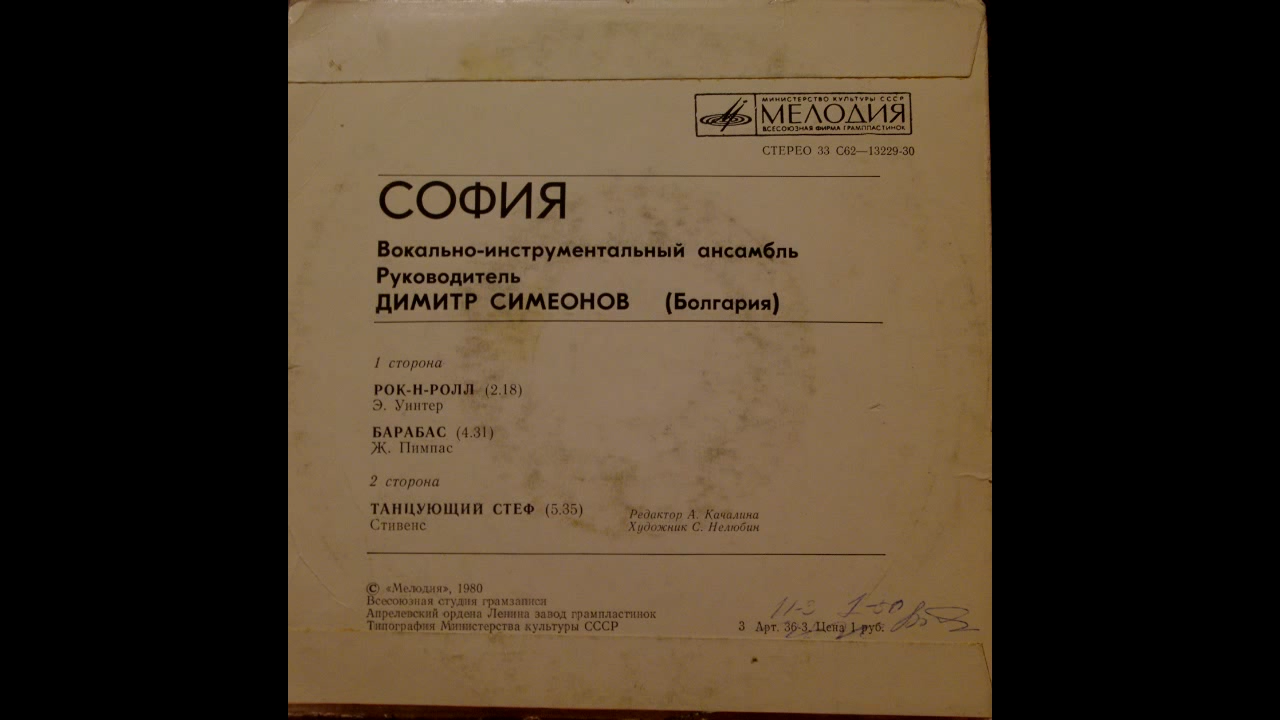 МИНИСТЕРСТВО КУЛЬТУРЫ СССР
МЕЛОДИЯ
ВСЕСОЮЗНАЯ ФИРМА ГРАМПЛАСТИНОК
СТЕРЕО 33 С62—13229-30
СОФИЯ
Вокально-инструментальный ансамбль
Руководитель
ДИМИТР СИМЕОНОВ (Болгария)
1 сторона
РОК-Н-РОЛЛ (2.18)
Э. Уинтер
БАРАБАС (4.31)
Ж. Пимпас
2 сторона
ТАНЦУЮЩИЙ СТЕФ (5.35)
Стивенс
Редактор А. Качалина
Художник С. Нелюбин
© «Мелодия», 1980
Всесоюзная студия грамзаписи
Апрелевский ордена Ленина завод грампластинок
Типография Министерства культуры СССР
3 Арт. 36-3. Цена 1 руб.